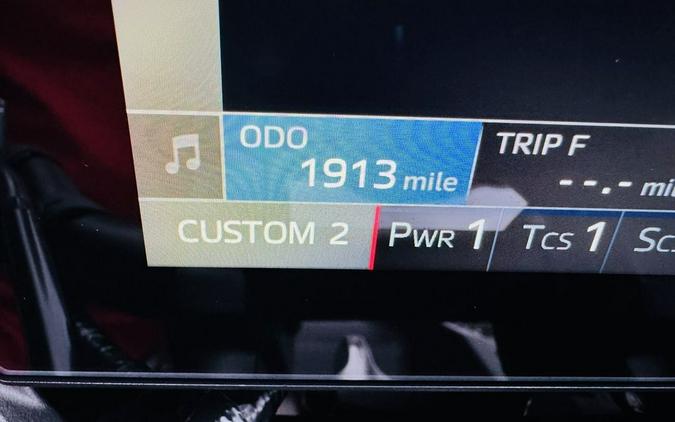 ODO
1913 mile
TRIP F
--.-
CUSTOM 2
PWR 1
TCS 1